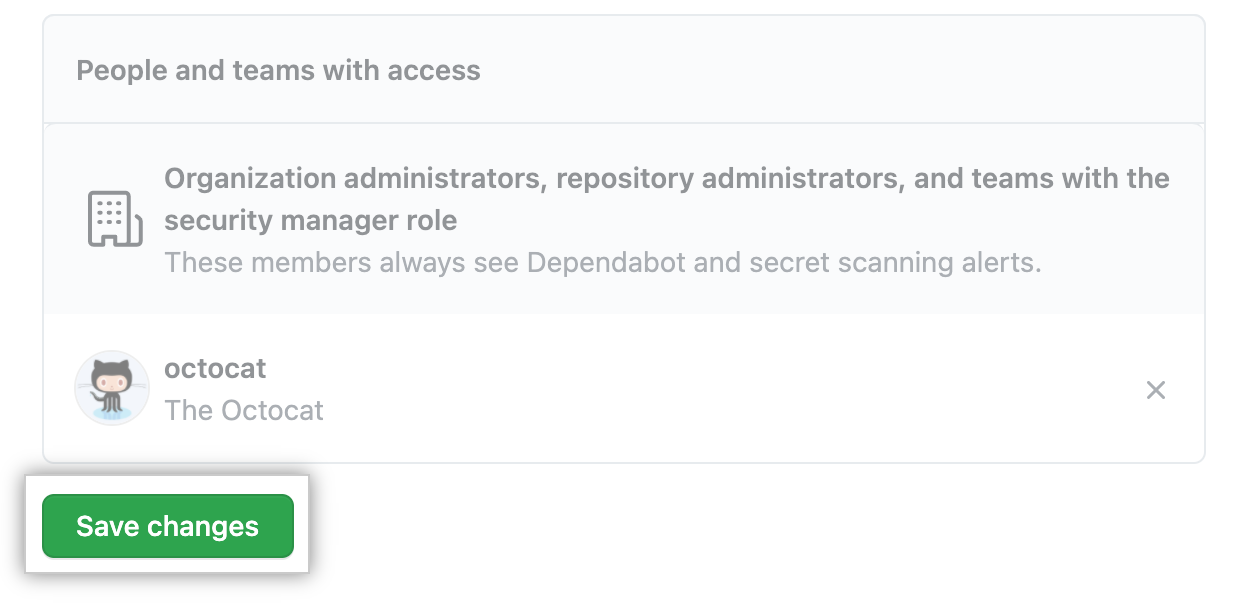 People and teams with access
Organization administrators, repository administrators, and teams with the
security manager role
These members always see Dependabot and secret scanning alerts.
octocat
The Octocat
Save changes